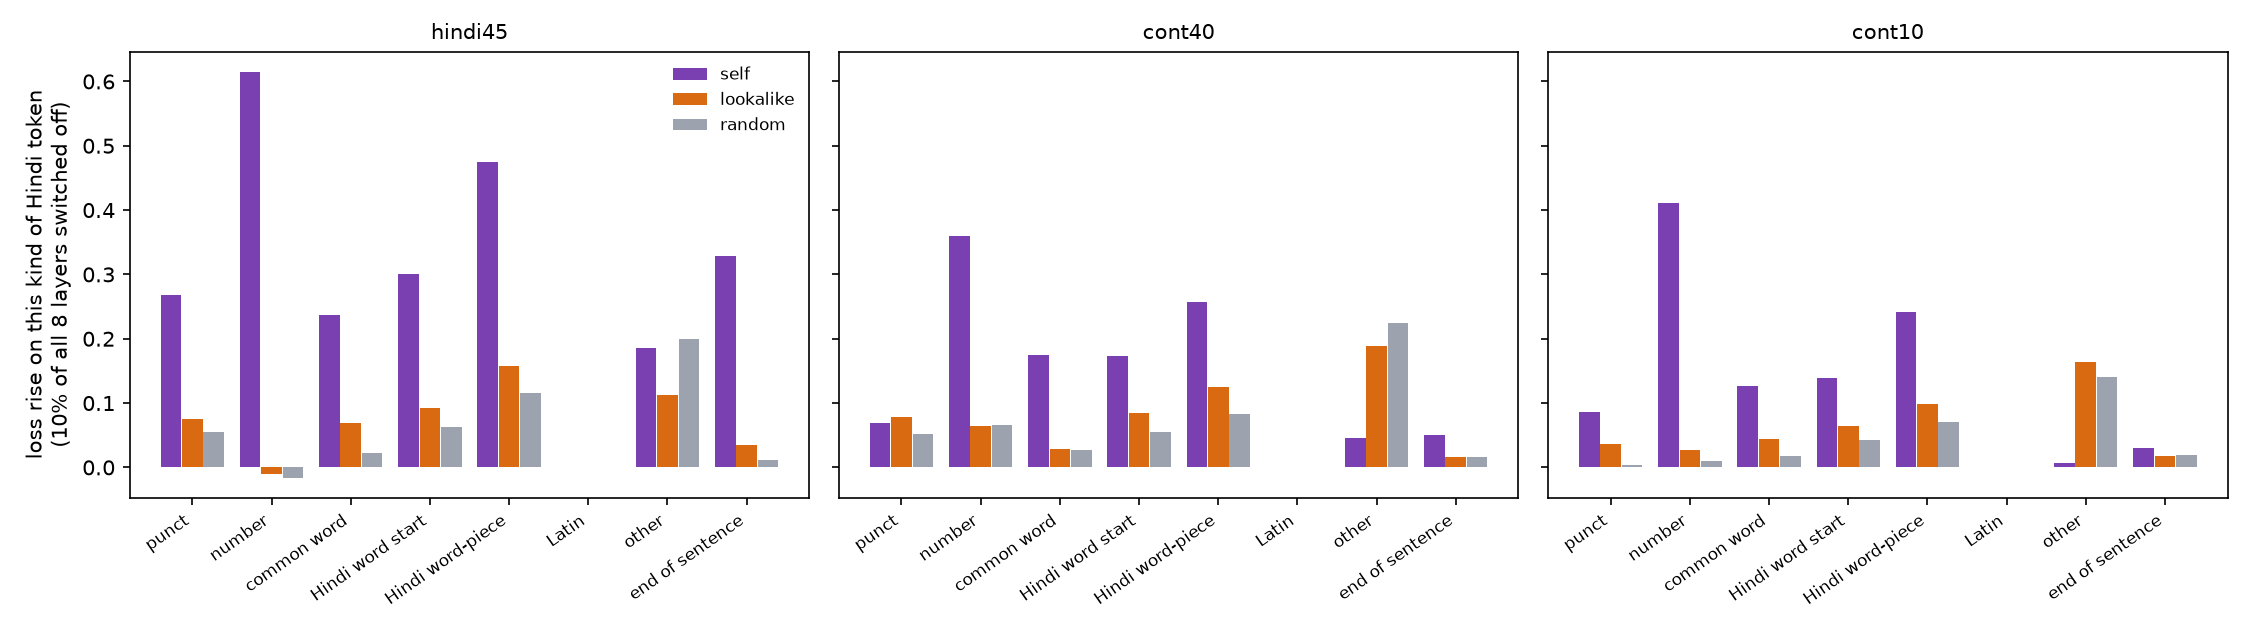 hindi45
cont40
cont10
loss rise on this kind of Hindi token
(10% of all 8 layers switched off)
0.6
0.5
0.4
0.3
0.2
0.1
0.0
self
lookalike
random
punct
number
common word
Hindi word start
Hindi word-piece
Latin
other
end of sentence
punct
number
common word
Hindi word start
Hindi word-piece
Latin
other
end of sentence
punct
number
common word
Hindi word start
Hindi word-piece
Latin
other
end of sentence